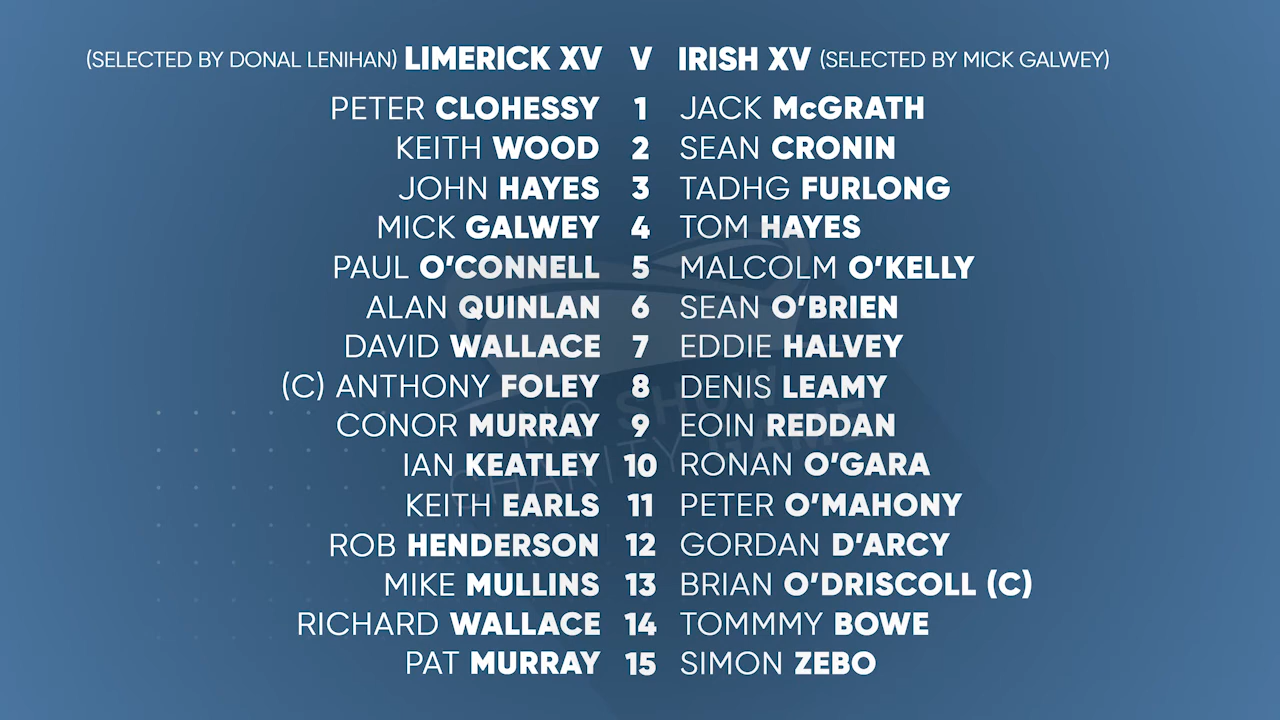 (SELECTED BY DONAL LENIHAN) LIMERICK XV V IRISH XV (SELECTED BY MICK GALWEY)
PETER CLOHESSY 1 JACK McGRATH
KEITH WOOD 2 SEAN CRONIN
JOHN HAYES 3 TADHG FURLONG
MICK GALWEY 4 TOM HAYES
PAUL O'CONNELL 5 MALCOLM O'KELLY
ALAN QUINLAN 6 SEAN O'BRIEN
DAVID WALLACE 7 EDDIE HALVEY
(C) ANTHONY FOLEY 8 DENIS LEAMY
CONOR MURRAY 9 EOIN REDDAN
IAN KEATLEY 10 RONAN O'GARA
KEITH EARLS 11 PETER O'MAHONY
ROB HENDERSON 12 GORDAN D'ARCY
MIKE MULLINS 13 BRIAN O'DRISCOLL (C)
RICHARD WALLACE 14 TOMMMY BOWE
PAT MURRAY 15 SIMON ZEBO
NO SHOW
CHARITY GAME